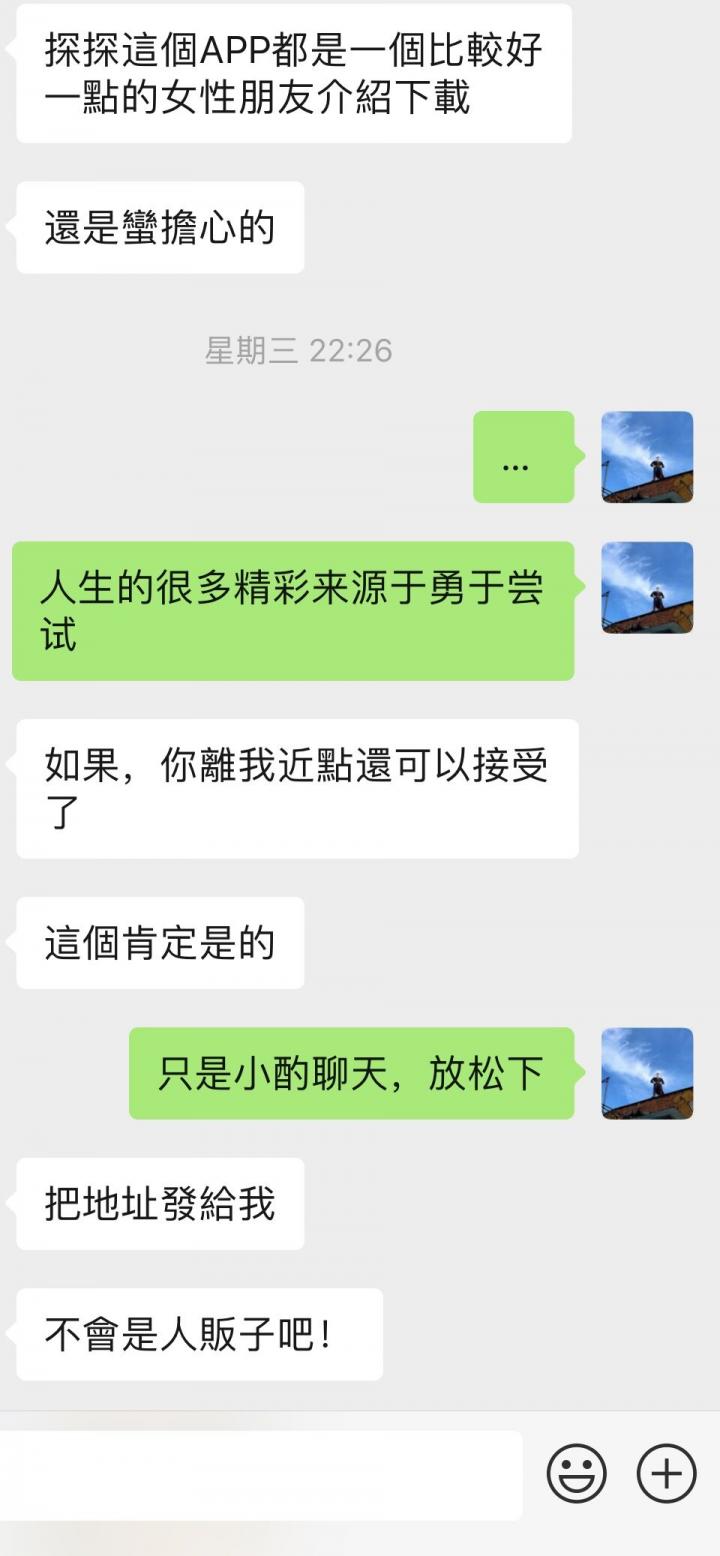 探探這個APP都是一個比較好
一點的女性朋友介紹下載
還是蠻擔心的
星期三 22:26
...
人生的很多精彩来源于勇于尝
试
如果，你離我近點還可以接受
了
這個肯定是的
只是小酌聊天，放松下
把地址發給我
不會是人販子吧！